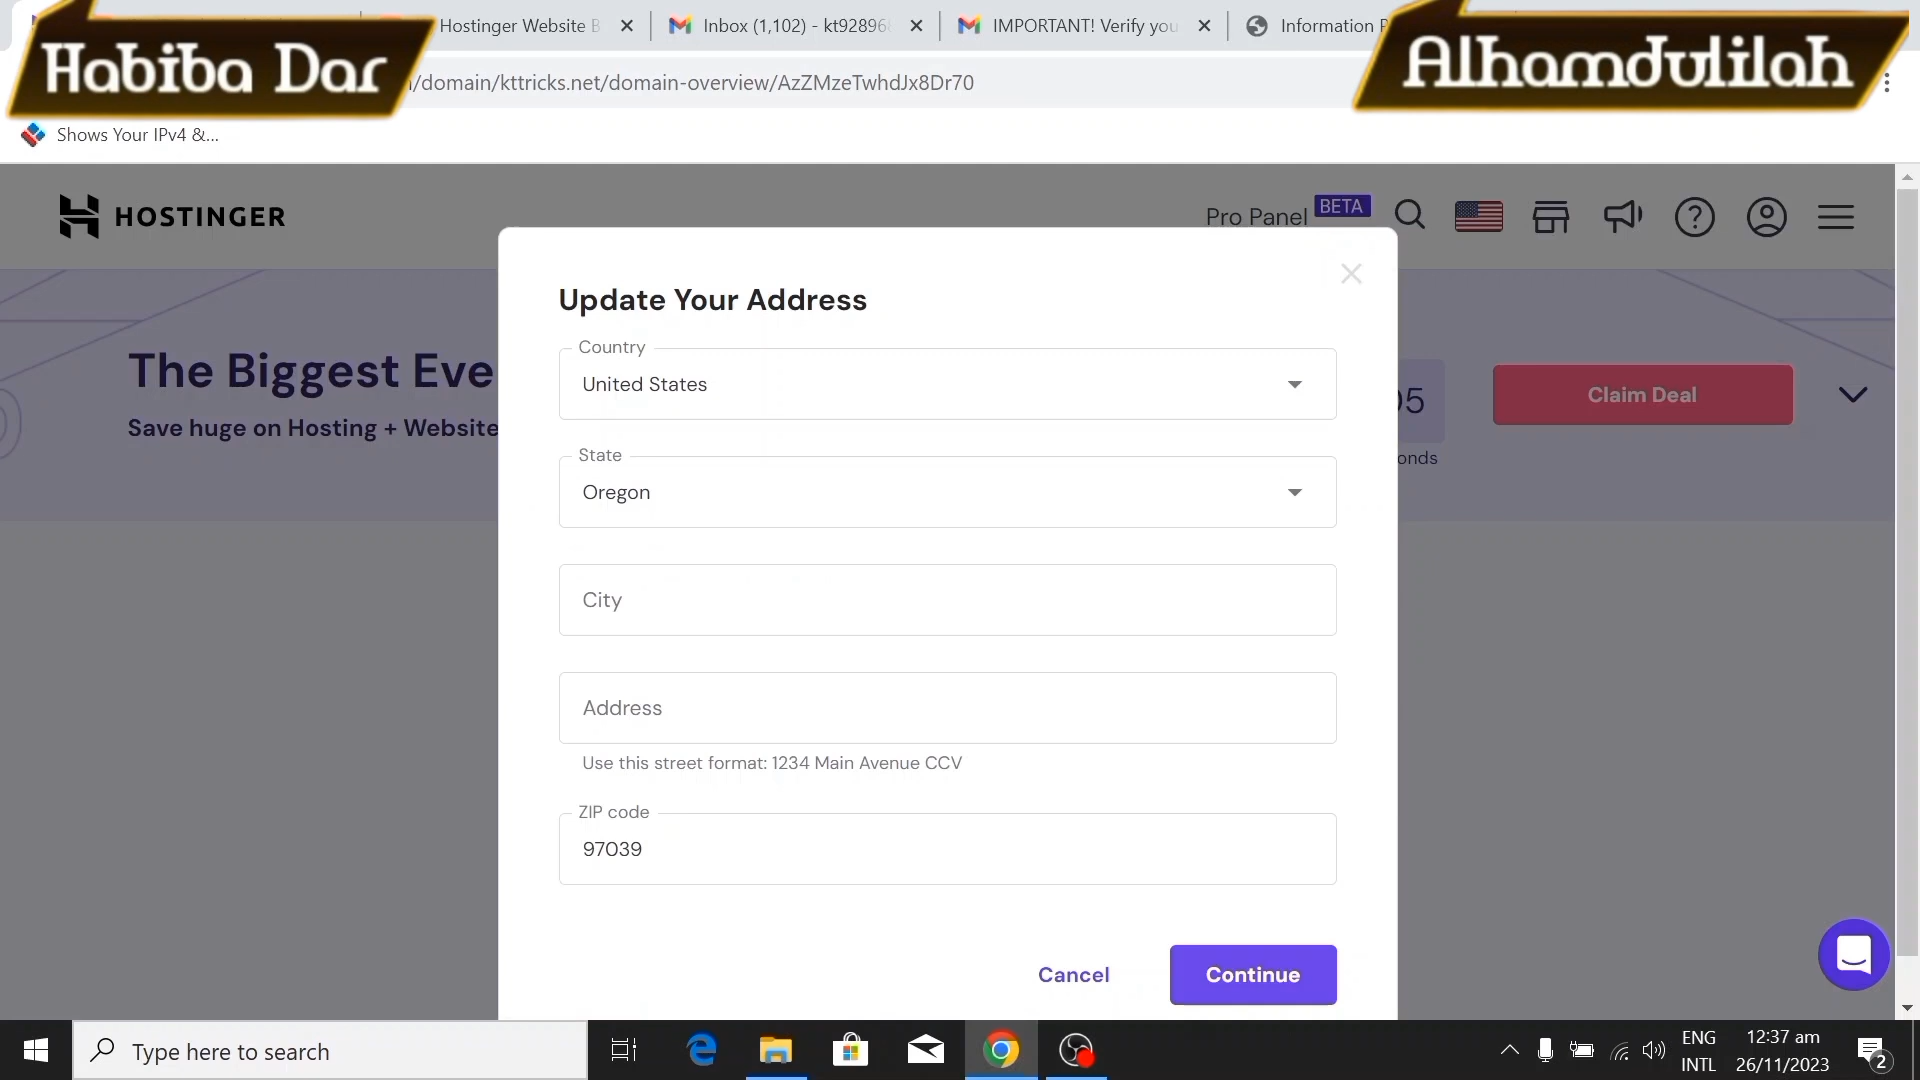 Habiba Dar
Alhamdulilah
Hostinger Website B
Inbox (1,102) - kt92896
IMPORTANT! Verify you
Information P
/domain/kttricks.net/domain-overview/AzZMzeTwhdJx8Dr70
Shows Your IPv4 &...
HOSTINGER
Pro Panel BETA
Update Your Address
Country
United States
The Biggest Eve
Save huge on Hosting + Website
05
onds
Claim Deal
State
Oregon
City
Address
Use this street format: 1234 Main Avenue CCV
ZIP code
97039
Cancel
Continue
Type here to search
ENG
INTL
12:37 am
26/11/2023
2